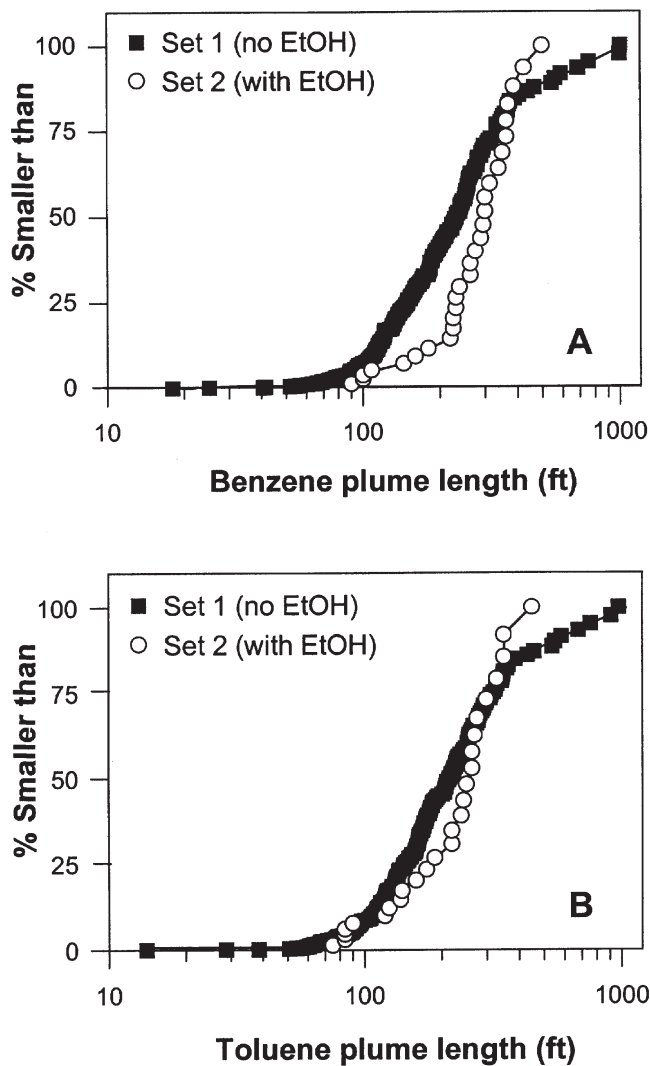 100
75
50
25
0
% Smaller than
Set 1 (no EtOH)
Set 2 (with EtOH)
A
10 100 1000
Benzene plume length (ft)
100
75
50
25
0
% Smaller than
Set 1 (no EtOH)
Set 2 (with EtOH)
B
10 100 1000
Toluene plume length (ft)